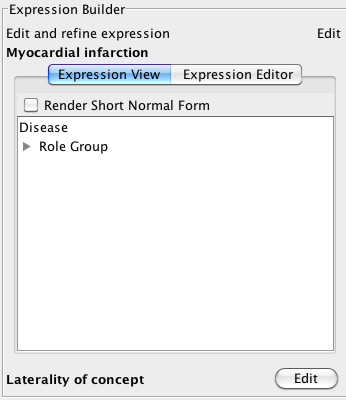 Expression Builder
Edit and refine expression Edit
Myocardial infarction
Expression View Expression Editor
Render Short Normal Form
Disease
Role Group
Laterality of concept Edit